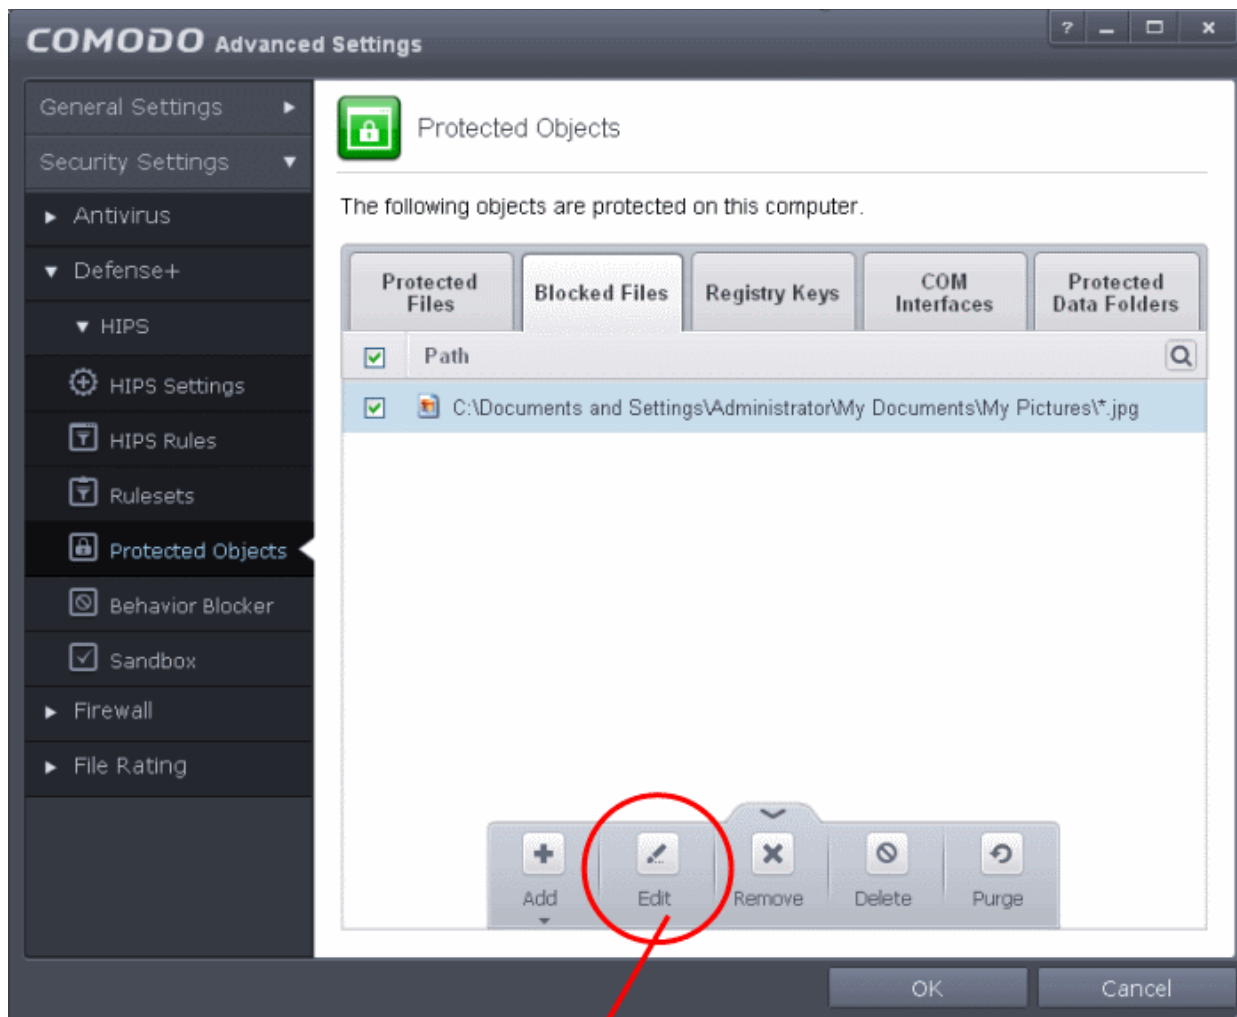 COMODO Advanced Settings
?
General Settings
Security Settings
Antivirus
Defense+
HIPS
HIPS Settings
HIPS Rules
Rulesets
Protected Objects
Behavior Blocker
Sandbox
Firewall
File Rating
Protected Objects
The following objects are protected on this computer.
Protected
Files
Blocked Files
Registry Keys
COM
Interfaces
Protected
Data Folders
Path
C:\Documents and Settings\Administrator\My Documents\My Pictures\*.jpg
Add
Edit
Remove
Delete
Purge
OK
Cancel